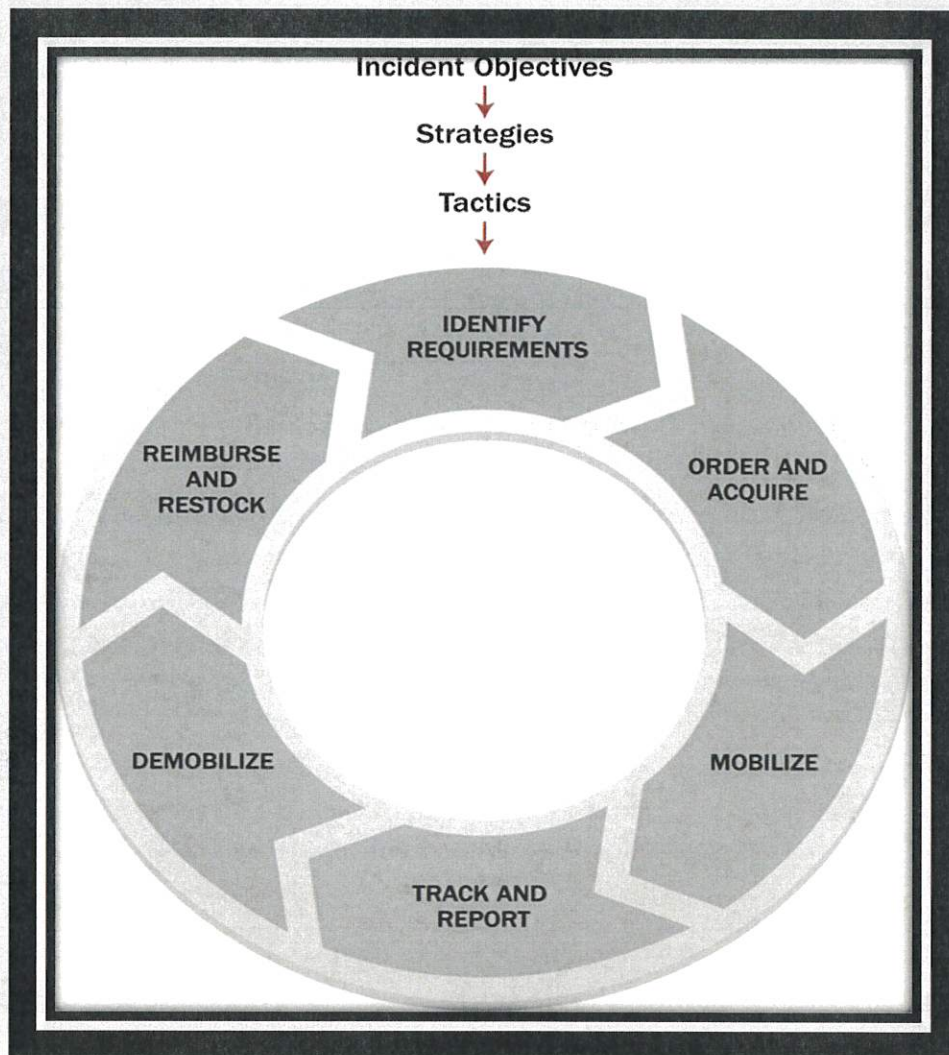 Incident Objectives
Strategies
Tactics
IDENTIFY
REQUIREMENTS
ORDER AND
ACQUIRE
MOBILIZE
TRACK AND
REPORT
DEMOBILIZE
REIMBURSE
AND
RESTOCK